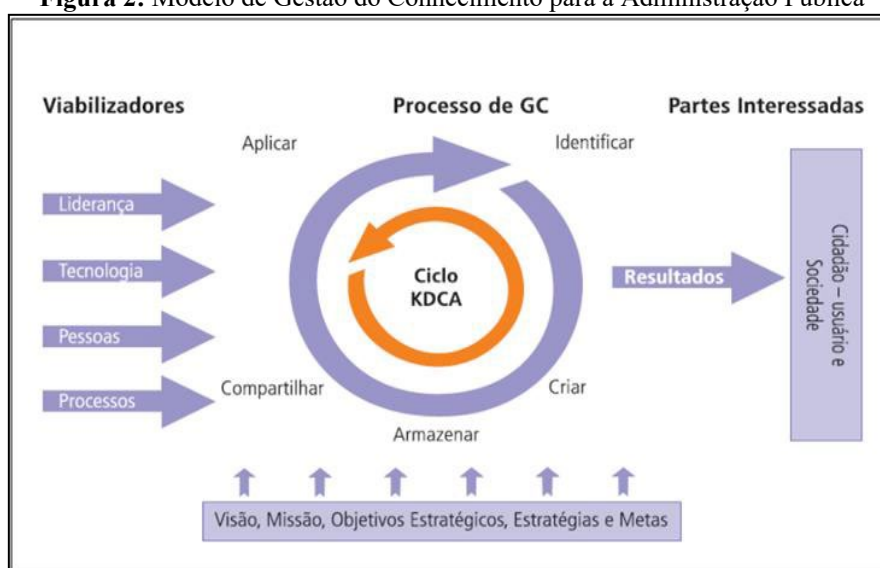 Figura 2: Modelo de Gestão do Conhecimento para a Administração Pública
Viabilizadores
Processo de GC
Partes Interessadas
Aplicar
Identificar
Liderança
Tecnologia
Pessoas
Processos
Ciclo
KDCA
Resultados
Cidadão – usuário e
Sociedade
Compartilhar
Criar
Armazenar
Visão, Missão, Objetivos Estratégicos, Estratégias e Metas